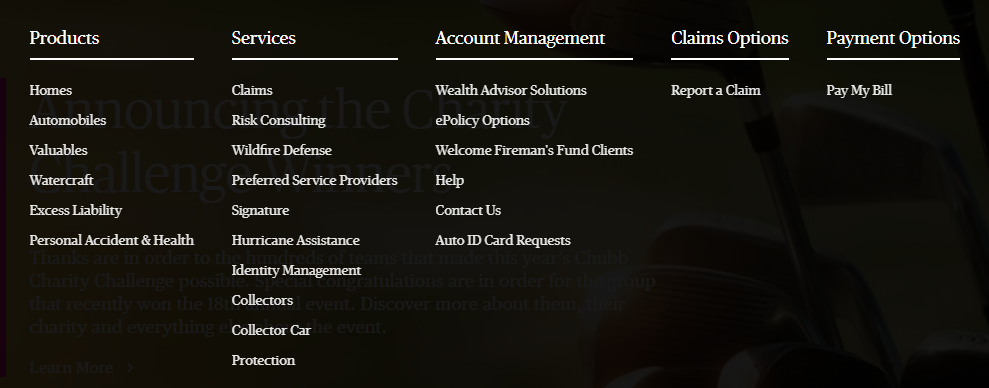 Products
Homes
Automobiles
Valuables
Watercraft
Excess Liability
Personal Accident & Health
Services
Claims
Risk Consulting
Wildfire Defense
Preferred Service Providers
Signature
Hurricane Assistance
Identity Management
Collectors
Collector Car
Protection
Account Management
Wealth Advisor Solutions
ePolicy Options
Welcome Fireman's Fund Clients
Help
Contact Us
Auto ID Card Requests
Claims Options
Report a Claim
Payment Options
Pay My Bill
Announcing the Charity
Challenge Winners
Thanks are in order to the hundreds of teams that made this year's Chubb
Charity Challenge possible. Special congratulations are in order for the group
that recently won the 18th annual event. Discover more about them, their
charity and everything the event.
Learn More